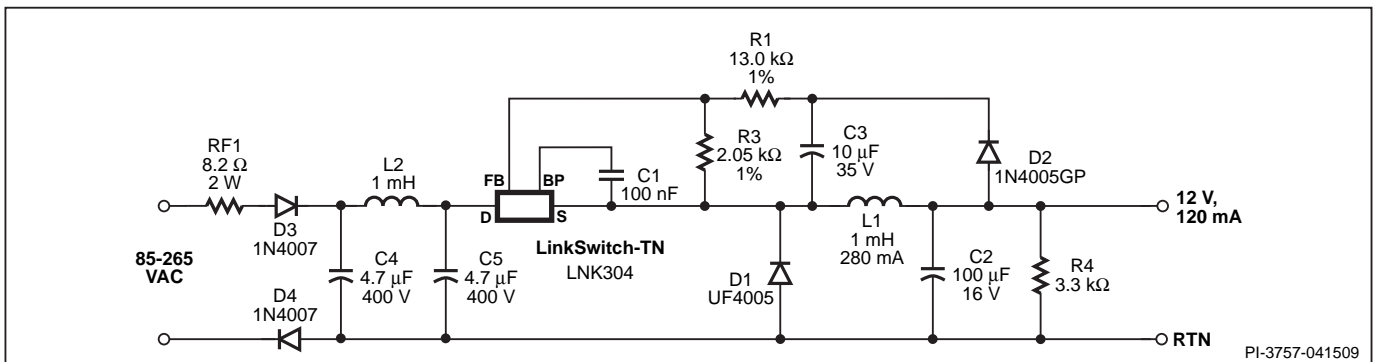 R1
13.0 kΩ
1%
RF1
8.2 Ω
2 W
L2
1 mH
R3
2.05 kΩ
1%
C3
10 µF
35 V
D2
1N4005GP
FB
BP
C1
100 nF
D
S
12 V,
120 mA
D3
1N4007
LinkSwitch-TN
LNK304
L1
1 mH
280 mA
85-265
VAC
C4
4.7 µF
400 V
C5
4.7 µF
400 V
D1
UF4005
C2
100 µF
16 V
R4
3.3 kΩ
D4
1N4007
RTN
PI-3757-041509